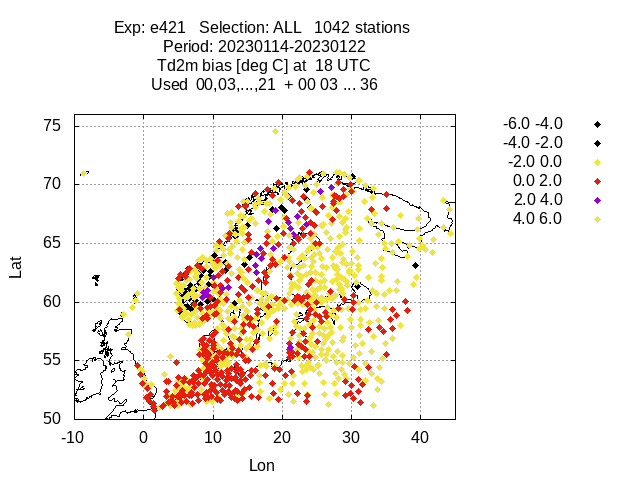 Exp: e421 Selection: ALL 1042 stations
Period: 20230114-20230122
Td2m bias [deg C] at 18 UTC
Used 00,03,...,21 + 00 03 ... 36
-6.0 -4.0
-4.0 -2.0
-2.0 0.0
0.0 2.0
2.0 4.0
4.0 6.0
75
70
65
60
55
50
Lat
-10 0 10 20 30 40
Lon